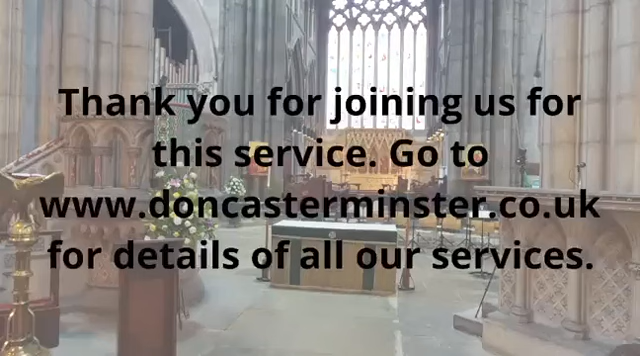 Thank you for joining us for
this service. Go to
www.doncasterminster.co.uk
for details of all our services.